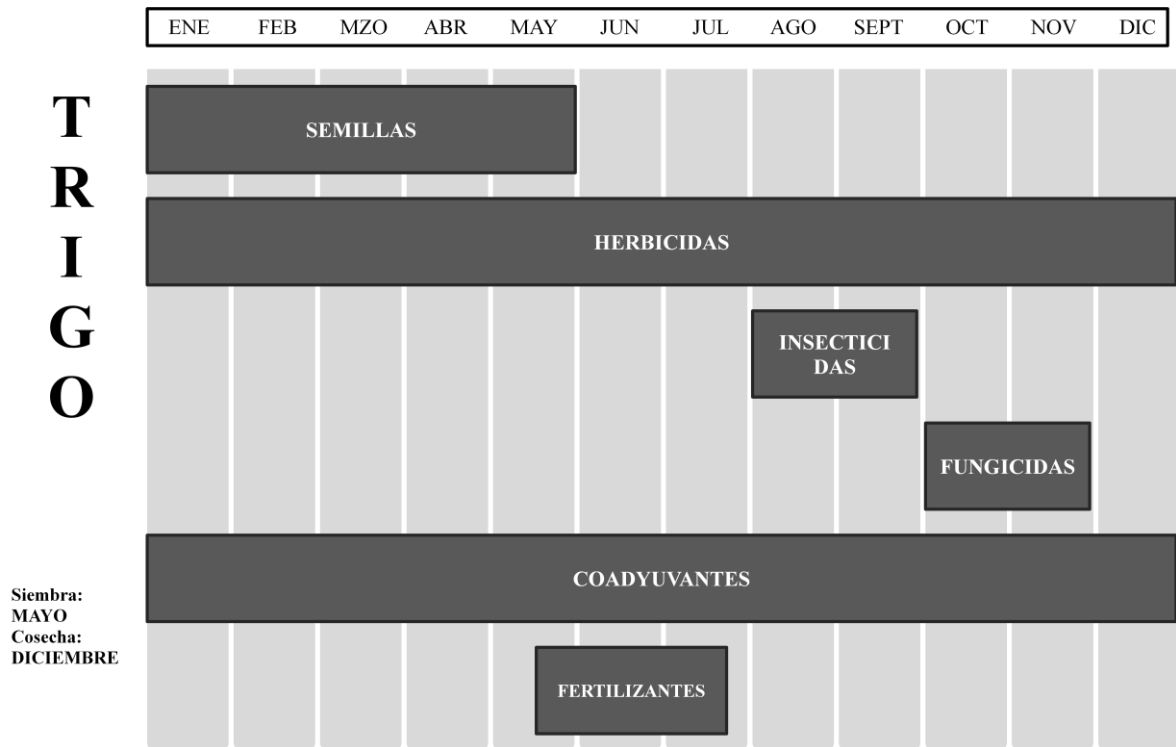 ENE FEB MZO ABR MAY JUN JUL AGO SEPT OCT NOV DIC
TRIGO
SEMILLAS
HERBICIDAS
INSECTICI
DAS
FUNGICIDAS
COADYUVANTES
Siembra:
MAYO
Cosecha:
DICIEMBRE
FERTILIZANTES